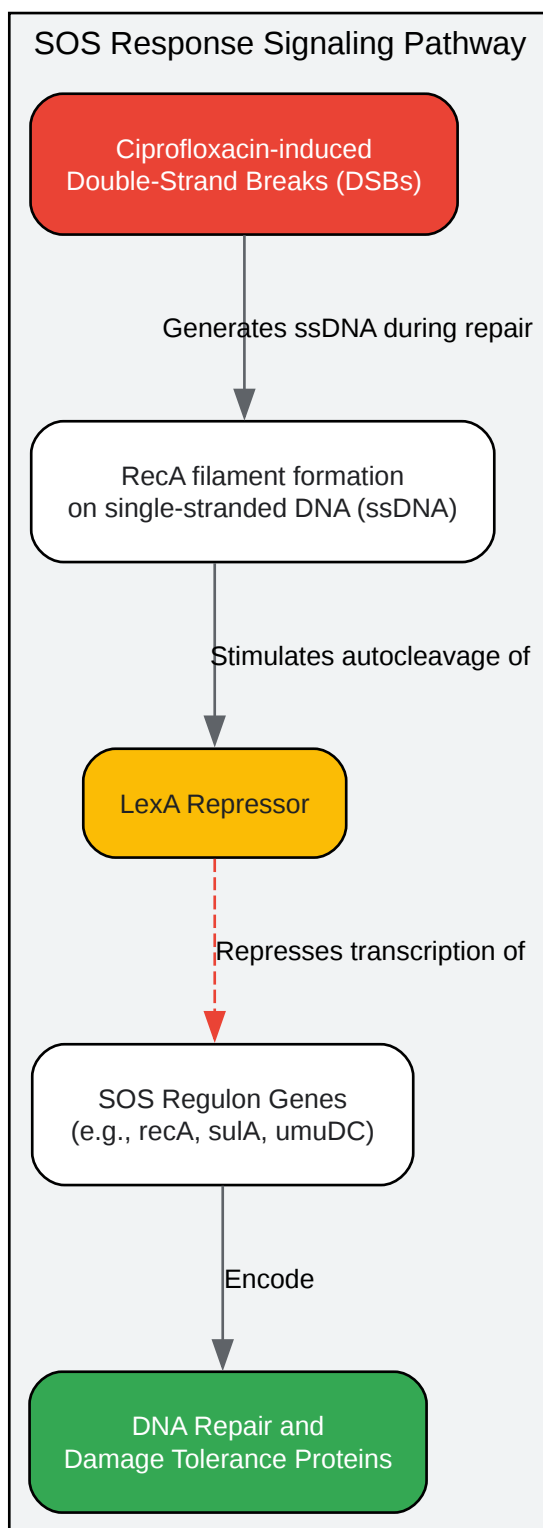 SOS Response Signaling Pathway
Ciprofloxacin-induced
Double-Strand Breaks (DSBs)
Generates ssDNA during repair
RecA filament formation
on single-stranded DNA (ssDNA)
Stimulates autocleavage of
LexA Repressor
Represses transcription of
SOS Regulon Genes
(e.g., recA, sulA, umuDC)
Encode
DNA Repair and
Damage Tolerance Proteins